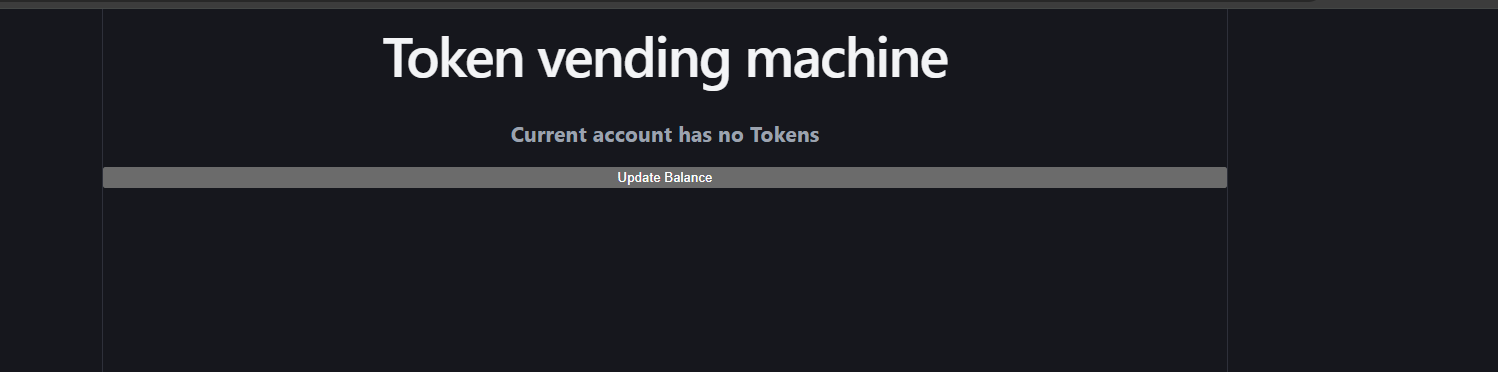 Token vending machine
Current account has no Tokens
Update Balance